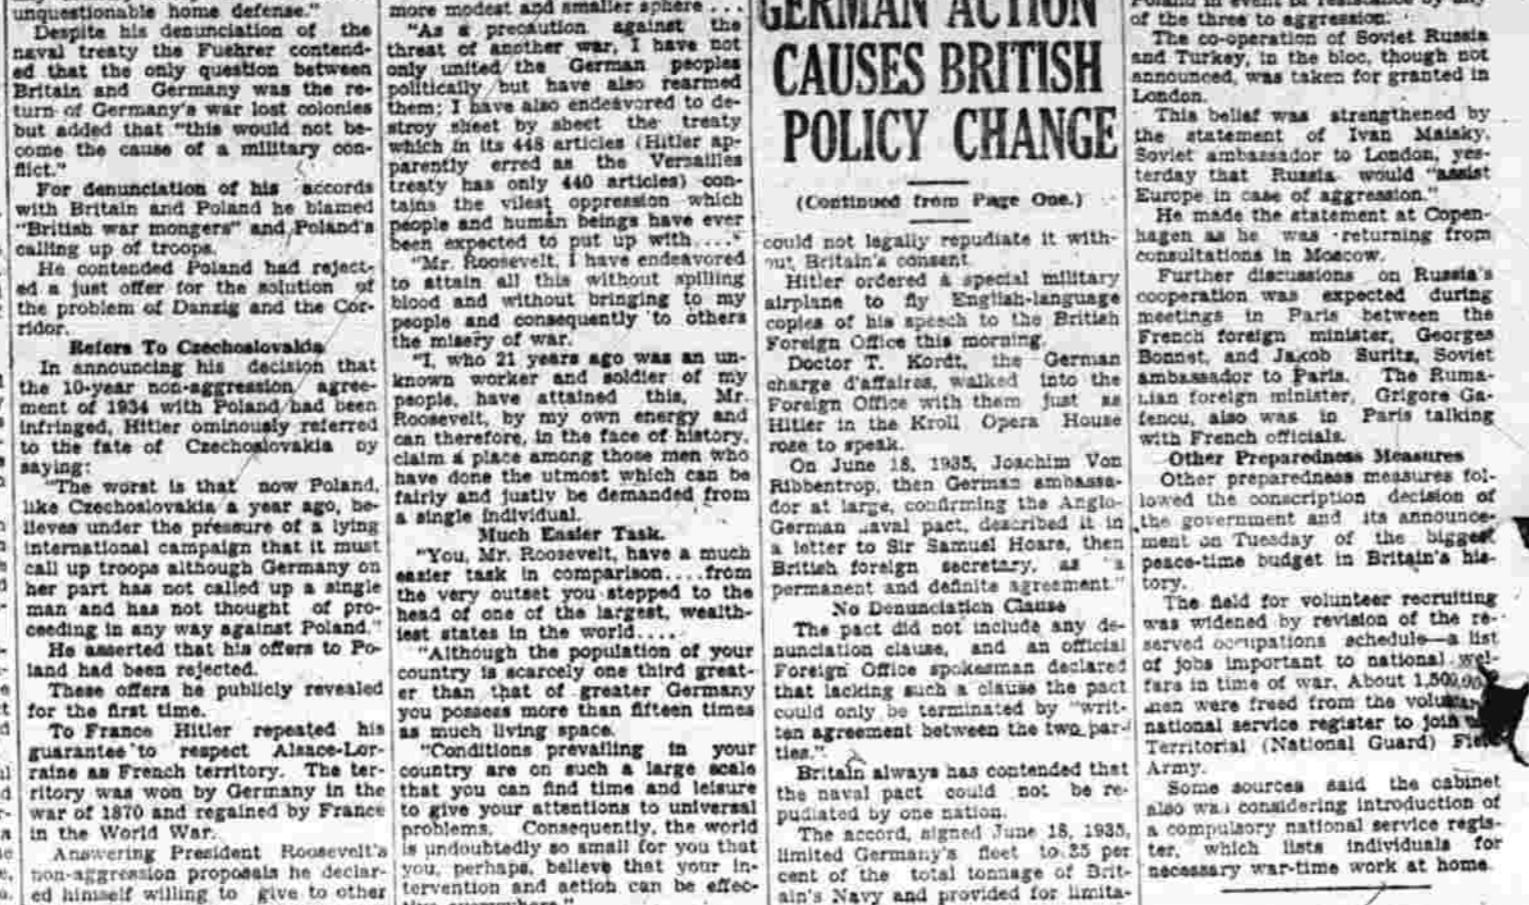 unquestionable home defense."
Despite his denunciation of the
naval treaty the Fuehrer contend-
ed that the only question between
Britain and Germany was the re-
turn of Germany's war lost colonies
but added that "this would not be-
come the cause of a military con-
flict."
For denunciation of his accords
with Britain and Poland he blamed
"British war mongers" and Poland's
calling up of troops.
He contended Poland had reject-
ed a just offer for the solution of
the problem of Danzig and the Cor-
ridor.
Refers To Czechoslovakia
In announcing his decision that
the 10-year non-aggression agree-
ment of 1934 with Poland had been
infringed, Hitler ominously referred
to the fate of Czechoslovakia by
saying:
"The worst is that now Poland,
like Czechoslovakia a year ago, be-
lieves under the pressure of a lying
international campaign that it must
call up troops although Germany on
her part has not called up a single
man and has not thought of pro-
ceeding in any way against Poland."
He asserted that his offers to Po-
land had been rejected.
These offers he publicly revealed
for the first time.
To France Hitler repeated his
guarantee to respect Alsace-Lor-
raine as French territory. The ter-
ritory was won by Germany in the
war of 1870 and regained by France
in the World War.
Answering President Roosevelt's
non-aggression proposals he declar-
ed himself willing to give to other
more modest and smaller sphere ...
"As a precaution against the
threat of another war, I have not
only united the German peoples
politically but have also rearmed
them; I have also endeavored to de-
stroy sheet by sheet the treaty
which in its 448 articles (Hitler ap-
parently erred as the Versailles
treaty has only 440 articles) con-
tains the vilest oppression which
people and human beings have ever
been expected to put up with...."
"Mr. Roosevelt, I have endeavored
to attain all this without spilling
blood and without bringing to my
people and consequently to others
the misery of war.
"I, who 21 years ago was an un-
known worker and soldier of my
people, have attained this, Mr.
Roosevelt, by my own energy and
can therefore, in the face of history,
claim a place among those men who
have done the utmost which can be
fairly and justly be demanded from
a single individual.
Much Easier Task.
"You, Mr. Roosevelt, have a much
easier task in comparison....from
the very outset you stepped to the
head of one of the largest, wealth-
iest states in the world....
"Although the population of your
country is scarcely one third great-
er than that of greater Germany
you possess more than fifteen times
as much living space.
"Conditions prevailing in your
country are on such a large scale
that you can find time and leisure
to give your attentions to universal
problems. Consequently, the world
is undoubtedly so small for you that
you, perhaps, believe that your in-
tervention and action can be effec-
tive everywhere."
GERMAN ACTION
CAUSES BRITISH
POLICY CHANGE
(Continued from Page One.)
could not legally repudiate it with-
out Britain's consent.
Hitler ordered a special military
airplane to fly English-language
copies of his speech to the British
Foreign Office this morning.
Doctor T. Kordt, the German
charge d'affaires, walked into the
Foreign Office with them just as
Hitler in the Kroll Opera House
rose to speak.
On June 18, 1935, Joachim Von
Ribbentrop, then German ambassa-
dor at large, confirming the Anglo-
German naval pact, described it in
a letter to Sir Samuel Hoare, then
British foreign secretary, as "a
permanent and definite agreement."
No Denunciation Clause
The pact did not include any de-
nunciation clause, and an official
Foreign Office spokesman declared
that lacking such a clause the pact
could only be terminated by "writ-
ten agreement between the two par-
ties."
Britain always has contended that
the naval pact could not be re-
pudiated by one nation.
The accord, signed June 18, 1935,
limited Germany's fleet to 35 per
cent of the total tonnage of Brit-
ain's Navy and provided for limita-
Poland in event of resistance by any
of the three to aggression.
The co-operation of Soviet Russia
and Turkey, in the bloc, though not
announced, was taken for granted in
London.
This belief was strengthened by
the statement of Ivan Maisky,
Soviet ambassador to London, yes-
terday that Russia would "assist
Europe in case of aggression."
He made the statement at Copen-
hagen as he was returning from
consultations in Moscow.
Further discussions on Russia's
cooperation was expected during
meetings in Paris between the
French foreign minister, Georges
Bonnet, and Jakob Suritz, Soviet
ambassador to Paris. The Ruma-
nian foreign minister, Grigore Ga-
fencu, also was in Paris talking
with French officials.
Other Preparedness Measures
Other preparedness measures fol-
lowed the conscription decision of
the government and its announce-
ment on Tuesday of the biggest
peace-time budget in Britain's his-
tory.
The field for volunteer recruiting
was widened by revision of the re-
served occupations schedule—a list
of jobs important to national wel-
fare in time of war. About 1,500,000
men were freed from the voluntary
national service register to join
Territorial (National Guard) Field
Army.
Some sources said the cabinet
also was considering introduction of
a compulsory national service regis-
ter, which lists individuals for
necessary war-time work at home.